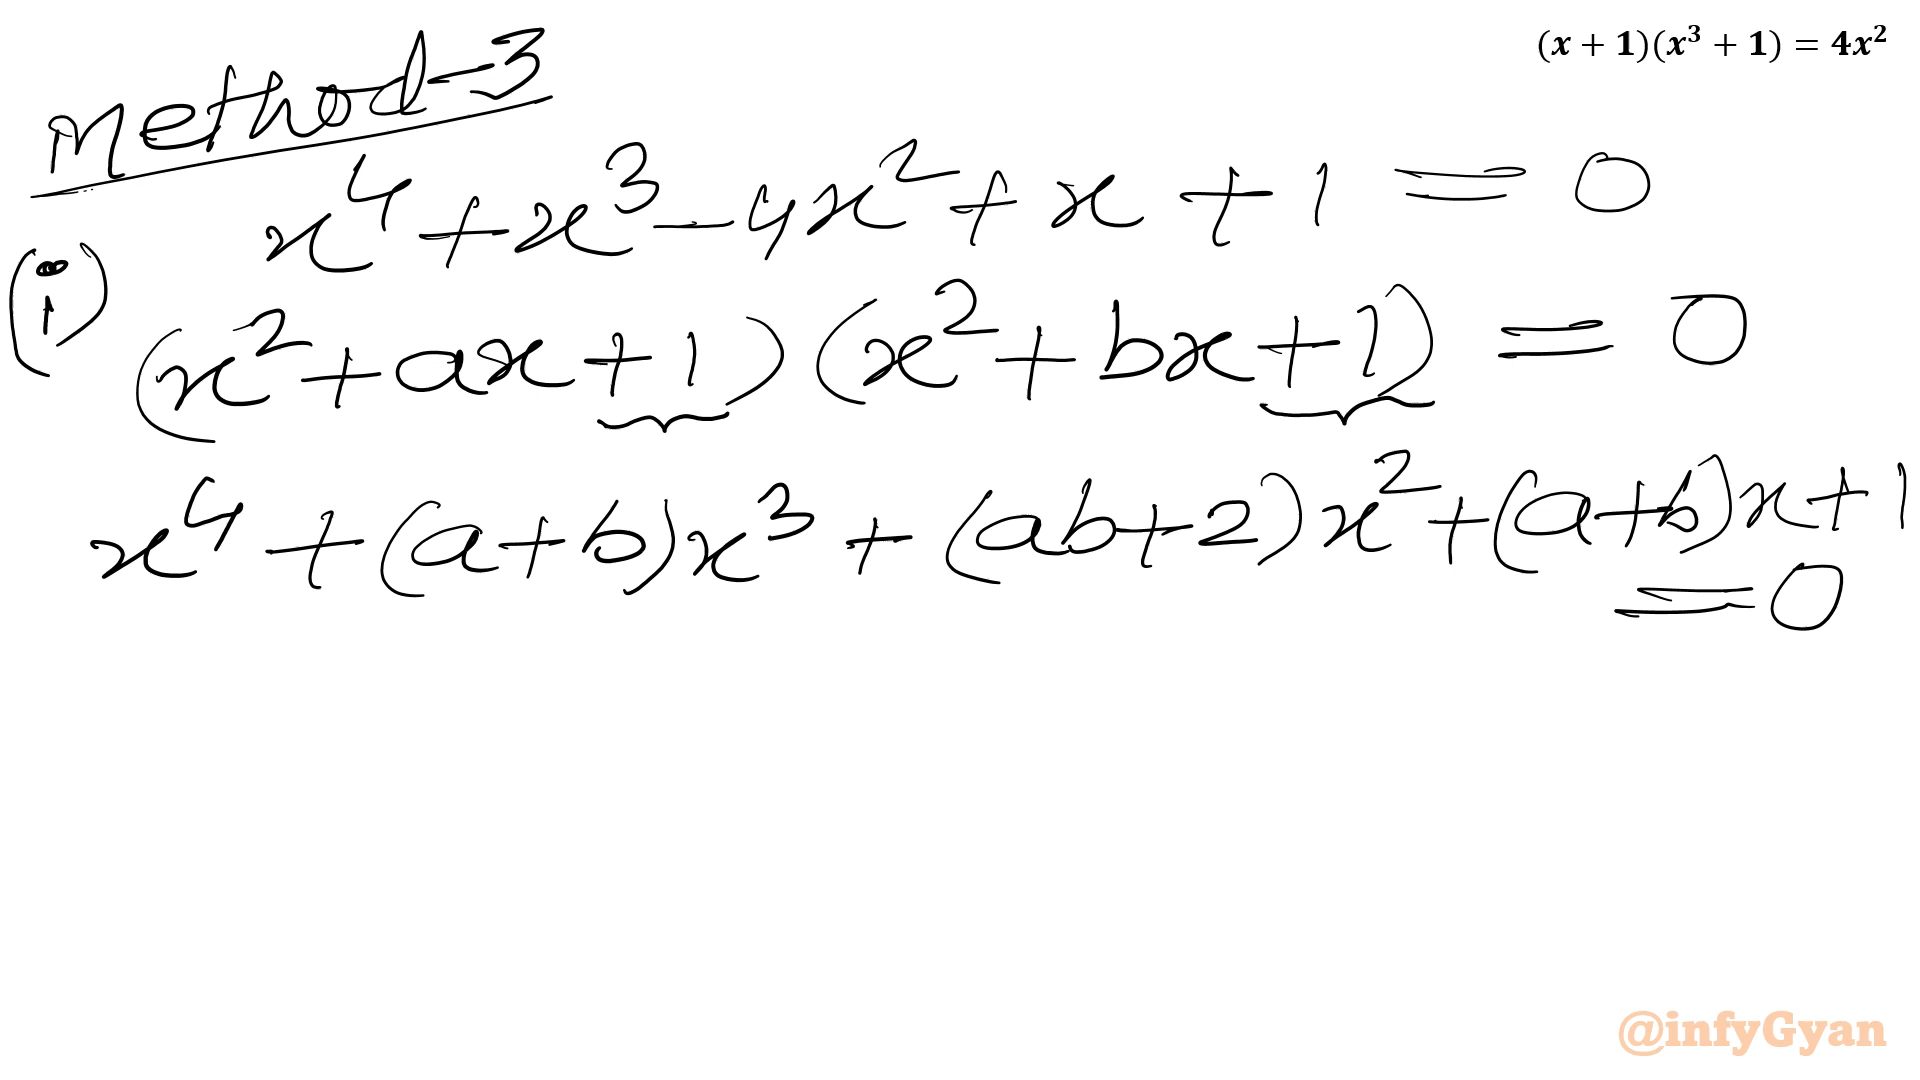 (x + 1)(x³ + 1) = 4x²
Method-3
x⁴ + x³ - 4x² + x + 1 = 0
(i)
(x² + ax + 1) (x² + bx + 1) = 0
x⁴ + (a+b)x³ + (ab+2)x² + (a+b)x + 1
= 0
@infyGyan